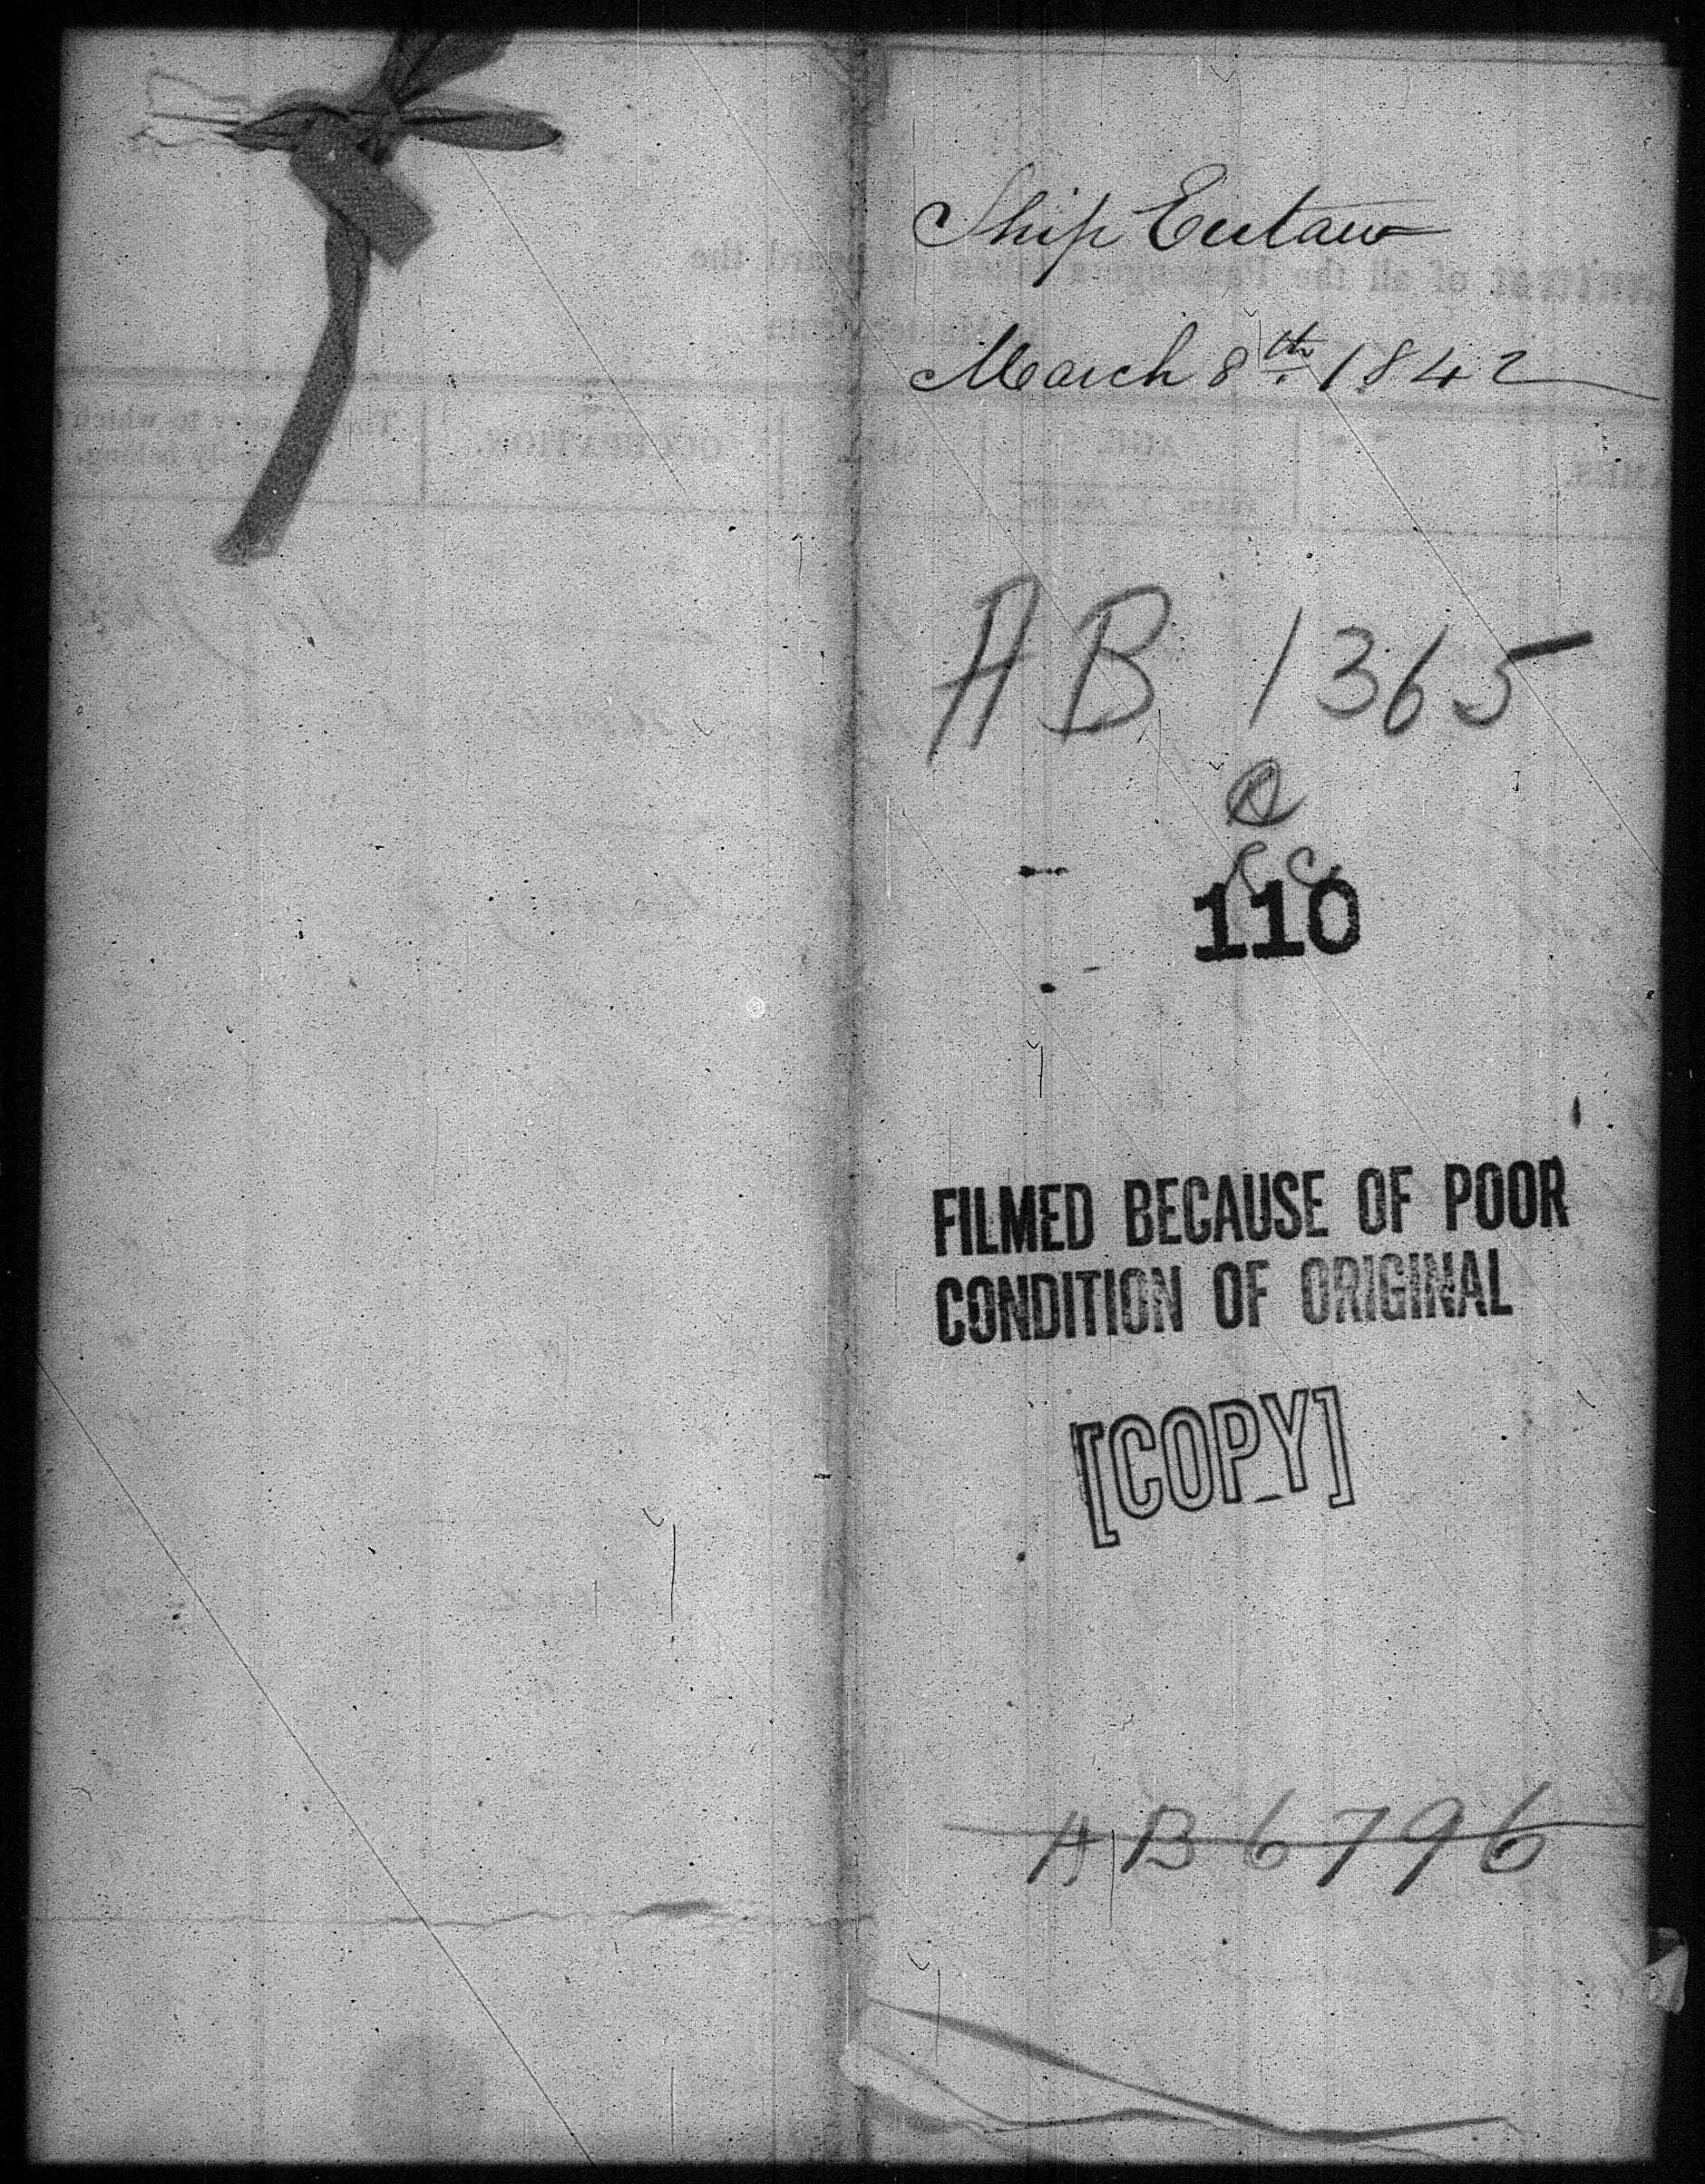 Ship Eutaw
March 8th. 1842
AB 1365
110
FILMED BECAUSE OF POOR
CONDITION OF ORIGINAL
[COPY]
AB 6796